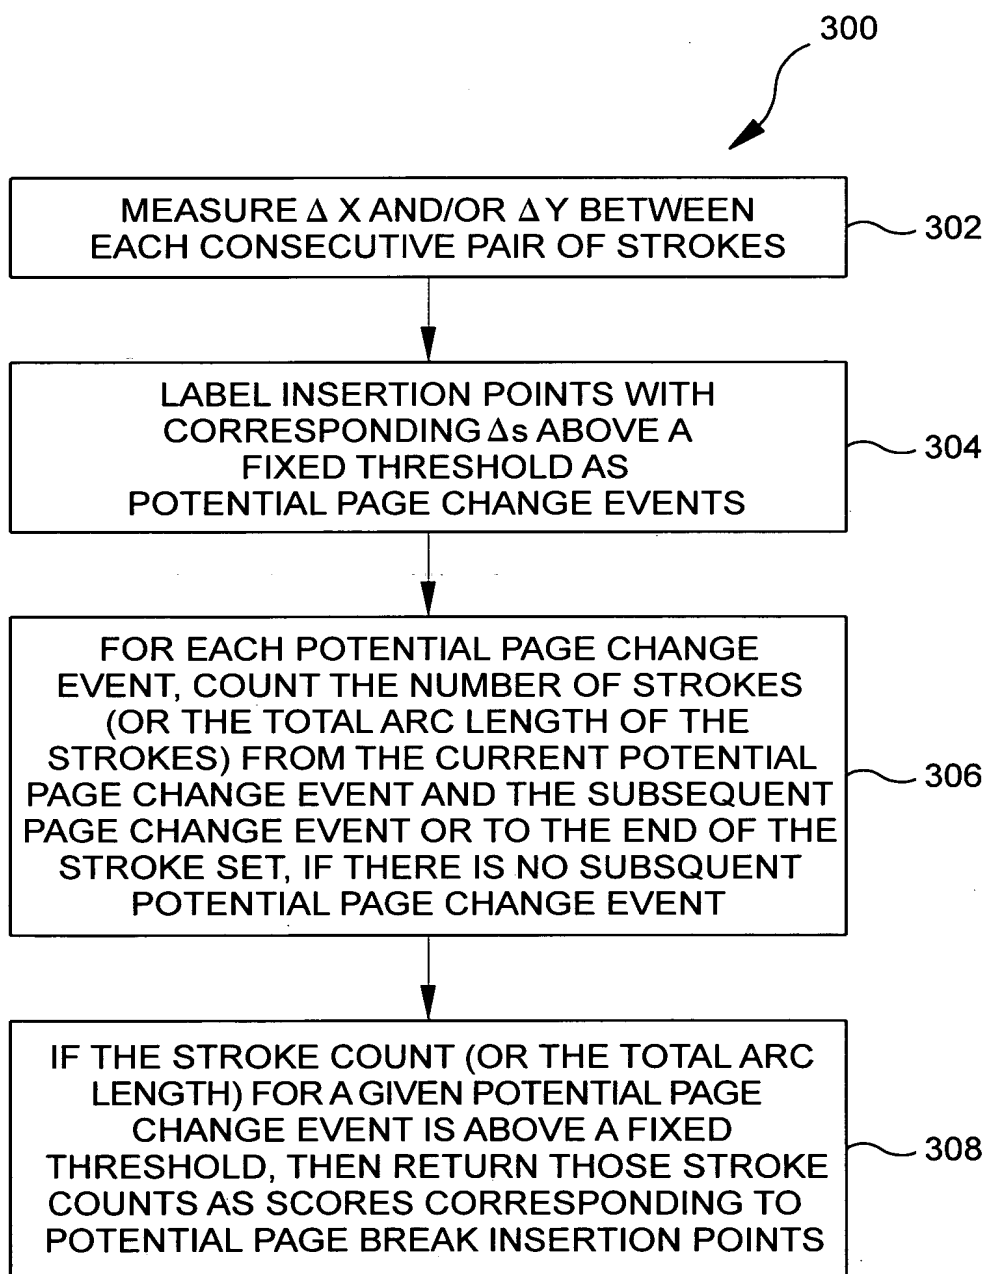 300
MEASURE Δ X AND/OR ΔY BETWEEN
EACH CONSECUTIVE PAIR OF STROKES
302
LABEL INSERTION POINTS WITH
CORRESPONDING Δs ABOVE A
FIXED THRESHOLD AS
POTENTIAL PAGE CHANGE EVENTS
304
FOR EACH POTENTIAL PAGE CHANGE
EVENT, COUNT THE NUMBER OF STROKES
(OR THE TOTAL ARC LENGTH OF THE
STROKES) FROM THE CURRENT POTENTIAL
PAGE CHANGE EVENT AND THE SUBSEQUENT
PAGE CHANGE EVENT OR TO THE END OF THE
STROKE SET, IF THERE IS NO SUBSQUENT
POTENTIAL PAGE CHANGE EVENT
306
IF THE STROKE COUNT (OR THE TOTAL ARC
LENGTH) FOR A GIVEN POTENTIAL PAGE
CHANGE EVENT IS ABOVE A FIXED
THRESHOLD, THEN RETURN THOSE STROKE
COUNTS AS SCORES CORRESPONDING TO
POTENTIAL PAGE BREAK INSERTION POINTS
308